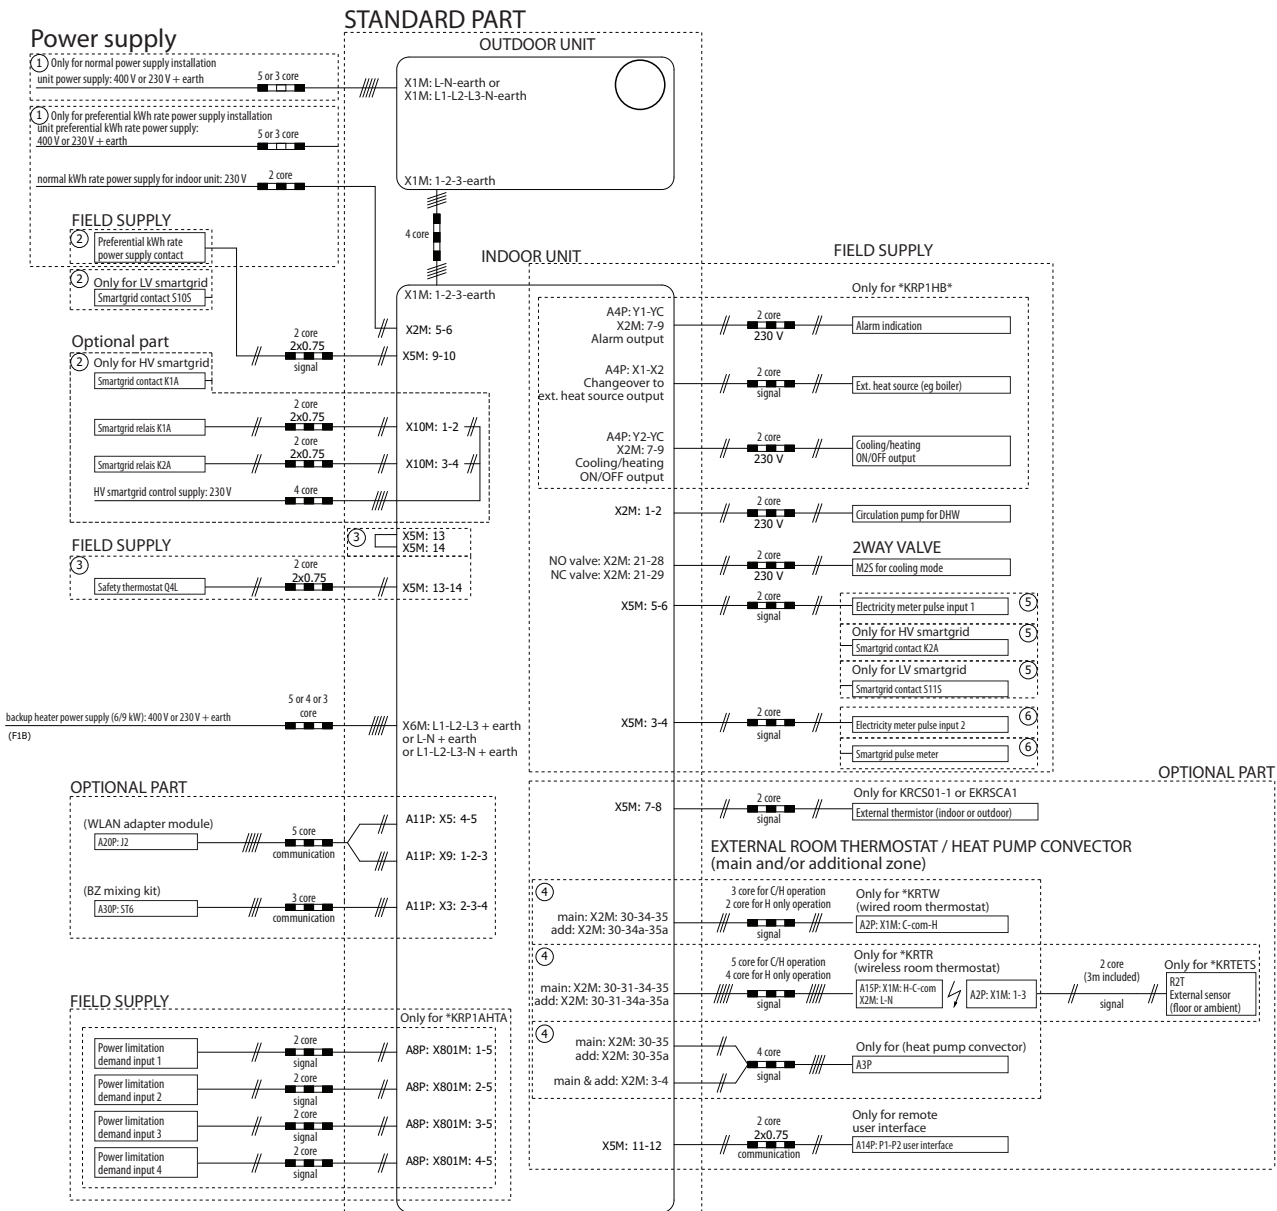 STANDARD PART
Power supply
OUTDOOR UNIT
1 Only for normal power supply installation
unit power supply: 400 V or 230 V + earth
5 or 3 core
X1M: L-N-earth or
X1M: L1-L2-L3-N-earth
1 Only for preferential kWh rate power supply installation
unit preferential kWh rate power supply:
400 V or 230 V + earth
5 or 3 core
normal kWh rate power supply for indoor unit: 230 V
2 core
X1M: 1-2-3-earth
4 core
FIELD SUPPLY
2
Preferential kWh rate
power supply contact
2 Only for LV smartgrid
Smartgrid contact S10S
INDOOR UNIT
X1M: 1-2-3-earth
X2M: 5-6
2 core
2x0.75
signal
X5M: 9-10
Optional part
2 Only for HV smartgrid
Smartgrid contact K1A
Smartgrid relais K1A
2 core
2x0.75
X10M: 1-2
Smartgrid relais K2A
2 core
2x0.75
X10M: 3-4
HV smartgrid control supply: 230 V
4 core
3
X5M: 13
X5M: 14
FIELD SUPPLY
3
Safety thermostat Q4L
2 core
2x0.75
X5M: 13-14
backup heater power supply (6/9 kW): 400 V or 230 V + earth
(F1B)
5 or 4 or 3
core
X6M: L1-L2-L3 + earth
or L-N + earth
or L1-L2-L3-N + earth
OPTIONAL PART
(WLAN adapter module)
A20P: J2
5 core
communication
A11P: X5: 4-5
A11P: X9: 1-2-3
(BZ mixing kit)
A30P: ST6
3 core
communication
A11P: X3: 2-3-4
FIELD SUPPLY
Only for *KRP1AHTA
Power limitation
demand input 1
2 core
signal
A8P: X801M: 1-5
Power limitation
demand input 2
2 core
signal
A8P: X801M: 2-5
Power limitation
demand input 3
2 core
signal
A8P: X801M: 3-5
Power limitation
demand input 4
2 core
signal
A8P: X801M: 4-5
FIELD SUPPLY
Only for *KRP1HB*
A4P: Y1-YC
X2M: 7-9
Alarm output
2 core
230 V
Alarm indication
A4P: X1-X2
Changeover to
ext. heat source output
2 core
signal
Ext. heat source (eg boiler)
A4P: Y2-YC
X2M: 7-9
Cooling/heating
ON/OFF output
2 core
230 V
Cooling/heating
ON/OFF output
X2M: 1-2
2 core
230 V
Circulation pump for DHW
2WAY VALVE
NO valve: X2M: 21-28
NC valve: X2M: 21-29
2 core
230 V
M2S for cooling mode
X5M: 5-6
2 core
signal
Electricity meter pulse input 1
5
Only for HV smartgrid
5
Smartgrid contact K2A
Only for LV smartgrid
5
Smartgrid contact S11S
X5M: 3-4
2 core
signal
Electricity meter pulse input 2
6
Smartgrid pulse meter
6
OPTIONAL PART
Only for KRCS01-1 or EKRSCA1
X5M: 7-8
2 core
signal
External thermistor (indoor or outdoor)
EXTERNAL ROOM THERMOSTAT / HEAT PUMP CONVECTOR
(main and/or additional zone)
4
main: X2M: 30-34-35
add: X2M: 30-34a-35a
3 core for C/H operation
2 core for H only operation
signal
Only for *KRTW
(wired room thermostat)
A2P: X1M: C-com-H
4
main: X2M: 30-31-34-35
add: X2M: 30-31-34a-35a
5 core for C/H operation
4 core for H only operation
signal
Only for *KRTR
(wireless room thermostat)
A15P: X1M: H-C-com
X2M: L-N
A2P: X1M: 1-3
2 core
(3m included)
signal
Only for *KRTETS
R2T
External sensor
(floor or ambient)
4
main: X2M: 30-35
add: X2M: 30-35a
main & add: X2M: 3-4
4 core
signal
Only for (heat pump convector)
A3P
X5M: 11-12
2 core
2x0.75
communication
Only for remote
user interface
A14P: P1-P2 user interface